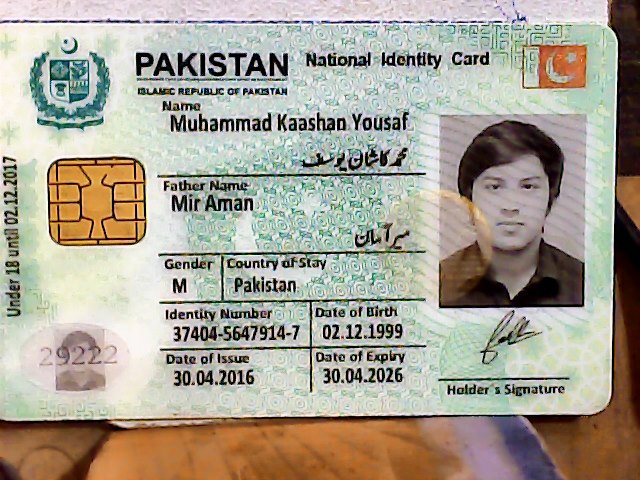 PAKISTAN National Identity Card
ISLAMIC REPUBLIC OF PAKISTAN
Name
Muhammad Kaashan Yousaf
محمد کاشان یوسف
Father Name
Mir Aman
میر آمان
Gender Country of Stay
M Pakistan
Identity Number Date of Birth
37404-5647914-7 02.12.1999
Date of Issue Date of Expiry
30.04.2016 30.04.2026
Holder's Signature
Under 18 until 02.12.2017
29222